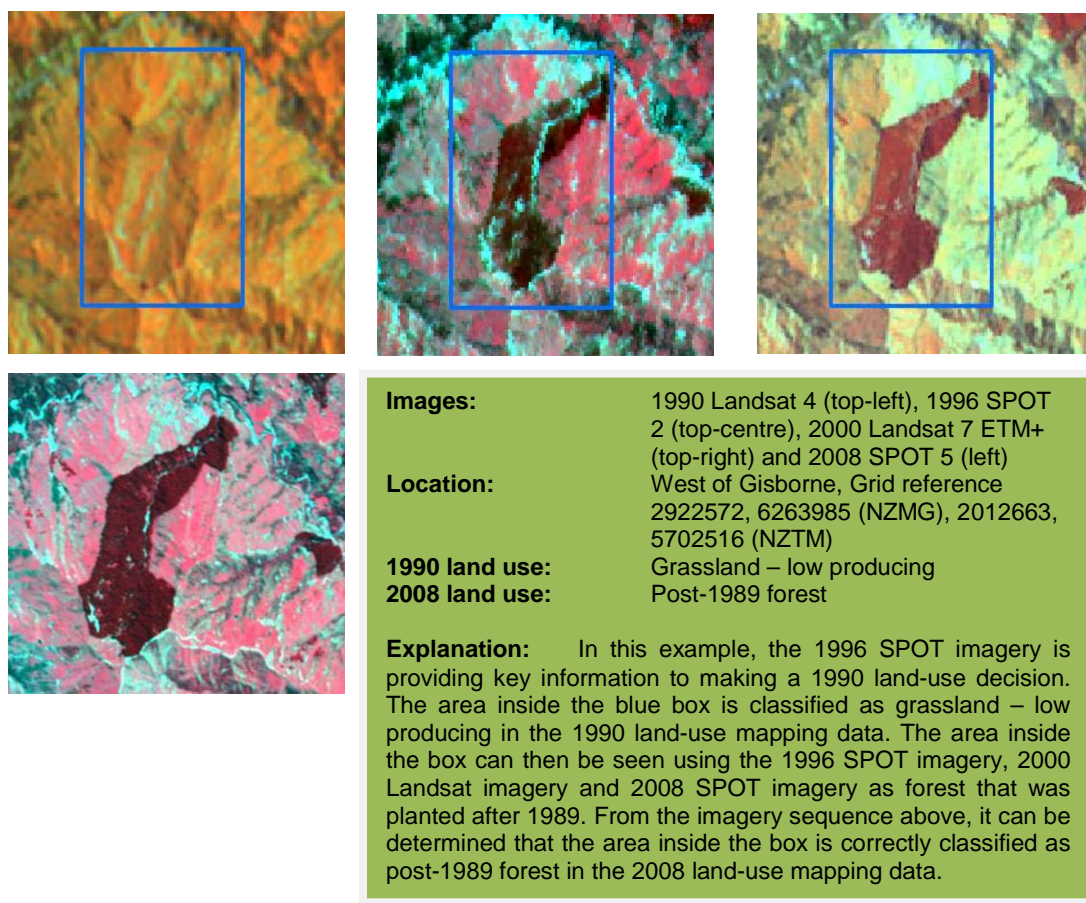 Images: 1990 Landsat 4 (top-left), 1996 SPOT
2 (top-centre), 2000 Landsat 7 ETM+
(top-right) and 2008 SPOT 5 (left)
Location: West of Gisborne, Grid reference
2922572, 6263985 (NZMG), 2012663,
5702516 (NZTM)
1990 land use: Grassland – low producing
2008 land use: Post-1989 forest
Explanation: In this example, the 1996 SPOT imagery is
providing key information to making a 1990 land-use decision.
The area inside the blue box is classified as grassland – low
producing in the 1990 land-use mapping data. The area inside
the box can then be seen using the 1996 SPOT imagery, 2000
Landsat imagery and 2008 SPOT imagery as forest that was
planted after 1989. From the imagery sequence above, it can be
determined that the area inside the box is correctly classified as
post-1989 forest in the 2008 land-use mapping data.